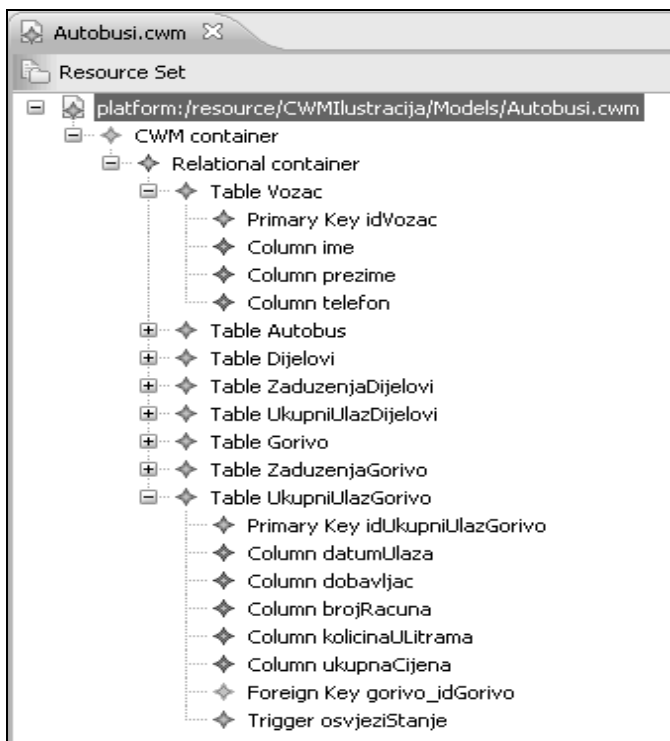 Autobusi.cwm
Resource Set
platform:/resource/CWMIlustracija/Models/Autobusi.cwm
CWM container
Relational container
Table Vozac
Primary Key idVozac
Column ime
Column prezime
Column telefon
Table Autobus
Table Dijelovi
Table ZaduzenjaDijelovi
Table UkupniUlazDijelovi
Table Gorivo
Table ZaduzenjaGorivo
Table UkupniUlazGorivo
Primary Key idUkupniUlazGorivo
Column datumUlaza
Column dobavljac
Column brojRacuna
Column kolicinaULitrama
Column ukupnaCijena
Foreign Key gorivo_idGorivo
Trigger osvjeziStanje